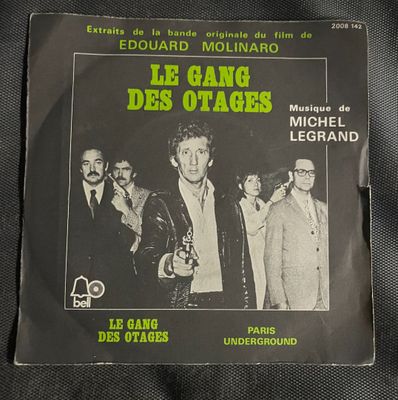 2008 142
Extraits de la bande originale du film de
EDOUARD MOLINARO
LE GANG
DES OTAGES
Musique de
MICHEL
LEGRAND
bell
LE GANG
DES OTAGES
PARIS
UNDERGROUND